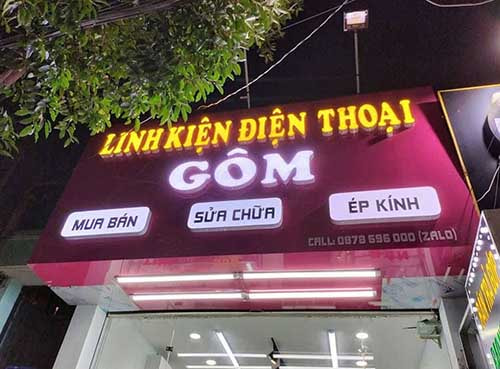 LINH KIỆN ĐIỆN THOẠI
GÔM
MUA BÁN SỬA CHỮA ÉP KÍNH
CALL: 0878 696 000 (ZALO)